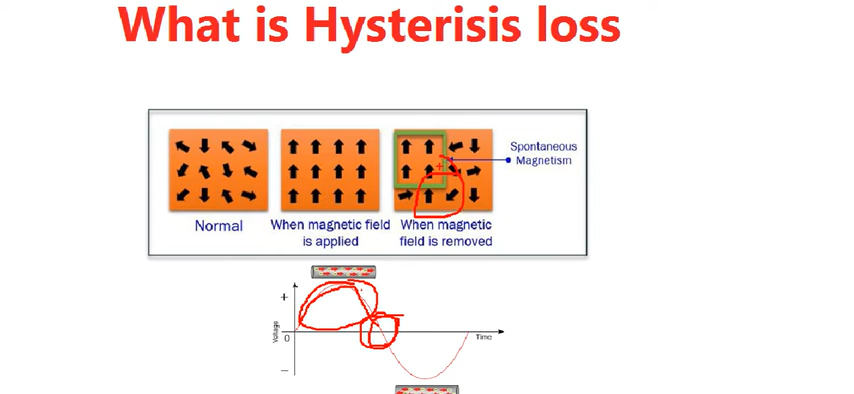 What is Hysterisis loss
Spontaneous
Magnetism
Normal
When magnetic field
is applied
When magnetic
field is removed
+
Voltage
0
Time
−